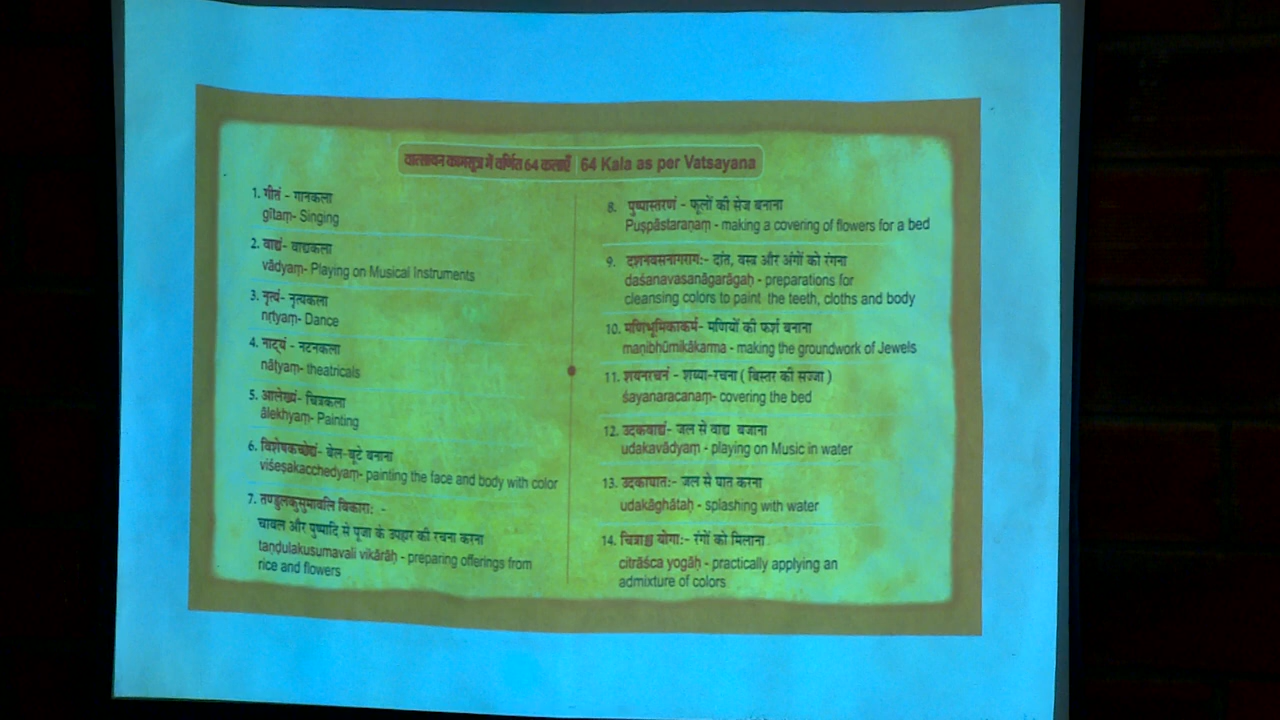 वात्सायन कामसूत्र में वर्णित 64 कलाएँ | 64 Kala as per Vatsayana
1. गीतं - गानकला
gītaṃ- Singing
2. वाद्यं- वाद्यकला
vādyaṃ- Playing on Musical Instruments
3. नृत्यं- नृत्यकला
nṛtyaṃ- Dance
4. नाट्यं - नटनकला
nāṭyaṃ- theatricals
5. आलेख्यं- चित्रकला
ālekhyaṃ- Painting
6. विशेषकच्छेद्यं- बेल-बूटे बनाना
viśeṣakacchedyaṃ- painting the face and body with color
7. तण्डुलकुसुमावलि विकारा: -
चावल और पुष्पादि से पूजा के उपहार की रचना करना
taṇḍulakusumavali vikārāḥ - preparing offerings from
rice and flowers
8. पुष्पास्तरणं - फूलों की सेज बनाना
Puṣpāstaraṇaṃ - making a covering of flowers for a bed
9. दशनवसनागराग:- दांत, वस्त्र और अंगों को रंगना
daśanavasanāgarāgaḥ - preparations for
cleansing colors to paint the teeth, cloths and body
10. मणिभूमिकाकर्म- मणियों की फर्श बनाना
maṇibhūmikākarma - making the groundwork of Jewels
11. शयनरचनं - शय्या-रचना ( बिस्तर की सज्जा )
śayanaracanaṃ- covering the bed
12. उदकवाद्यं- जल से वाद्य बजाना
udakavādyaṃ - playing on Music in water
13. उदकाघात:- जल से घात करना
udakāghātaḥ - splashing with water
14. चित्राश्च योगा:- रंगों को मिलाना
citrāśca yogāḥ - practically applying an
admixture of colors